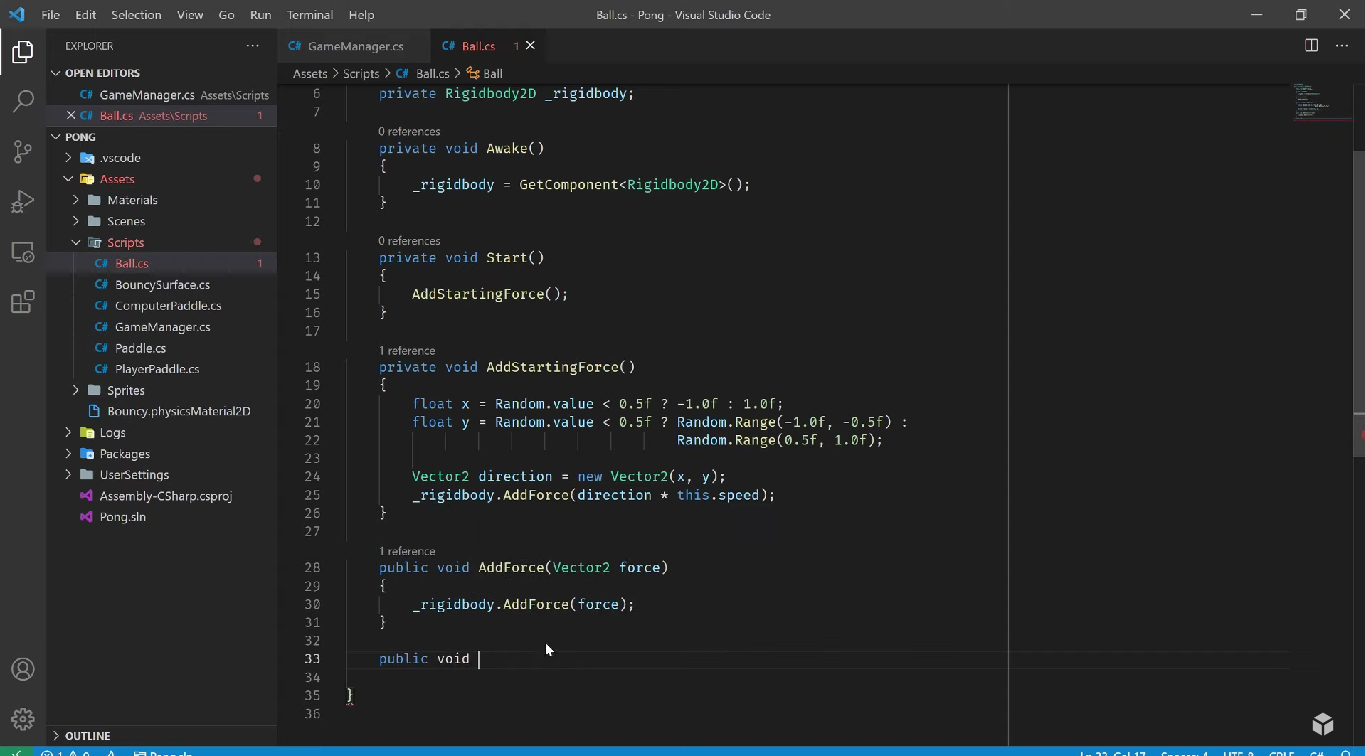 File Edit Selection View Go Run Terminal Help Ball.cs - Pong - Visual Studio Code
EXPLORER
GameManager.cs
Ball.cs 1
OPEN EDITORS
GameManager.cs Assets\Scripts
Ball.cs Assets\Scripts 1
PONG
.vscode
Assets
Materials
Scenes
Scripts
Ball.cs 1
BouncySurface.cs
ComputerPaddle.cs
GameManager.cs
Paddle.cs
PlayerPaddle.cs
Sprites
Bouncy.physicsMaterial2D
Logs
Packages
UserSettings
Assembly-CSharp.csproj
Pong.sln
OUTLINE
Assets > Scripts > Ball.cs > Ball
6 private Rigidbody2D _rigidbody;
7
0 references
8 private void Awake()
9 {
10 _rigidbody = GetComponent<Rigidbody2D>();
11 }
12
0 references
13 private void Start()
14 {
15 AddStartingForce();
16 }
17
1 reference
18 private void AddStartingForce()
19 {
20 float x = Random.value < 0.5f ? -1.0f : 1.0f;
21 float y = Random.value < 0.5f ? Random.Range(-1.0f, -0.5f) :
22 Random.Range(0.5f, 1.0f);
23
24 Vector2 direction = new Vector2(x, y);
25 _rigidbody.AddForce(direction * this.speed);
26 }
27
1 reference
28 public void AddForce(Vector2 force)
29 {
30 _rigidbody.AddForce(force);
31 }
32
33 public void
34
35 }
36